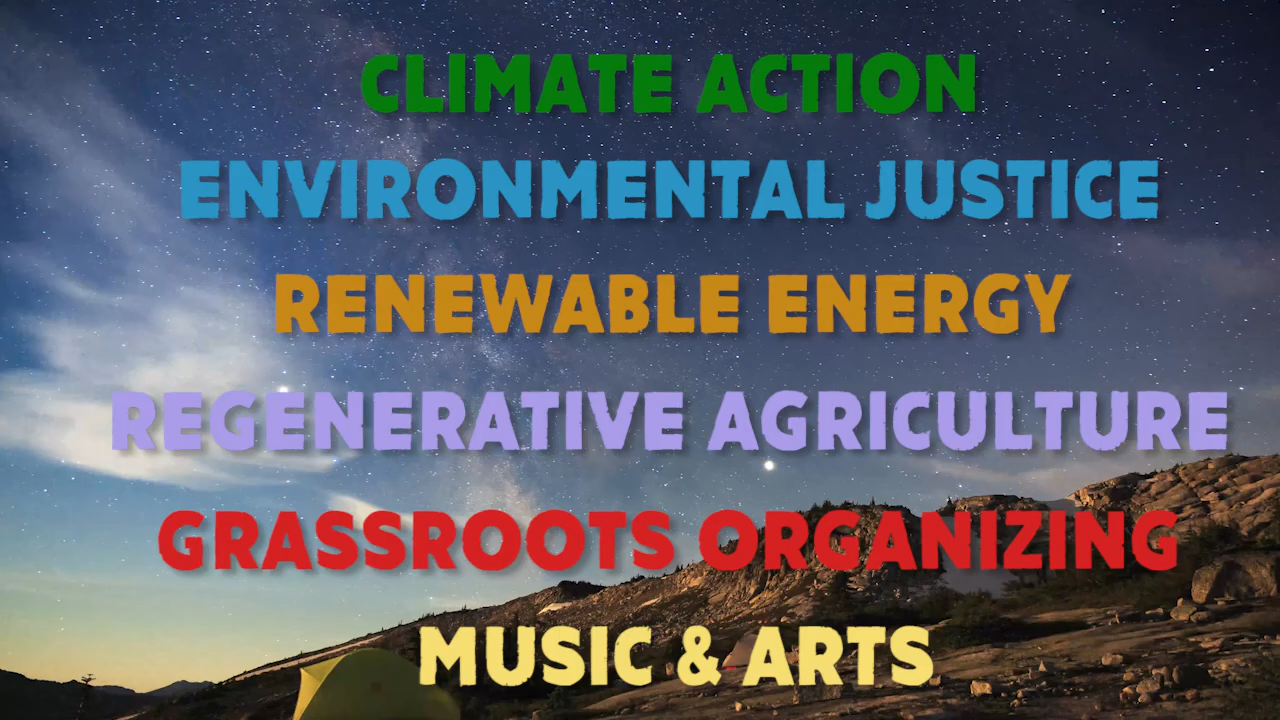 CLIMATE ACTION
ENVIRONMENTAL JUSTICE
RENEWABLE ENERGY
REGENERATIVE AGRICULTURE
GRASSROOTS ORGANIZING
MUSIC & ARTS